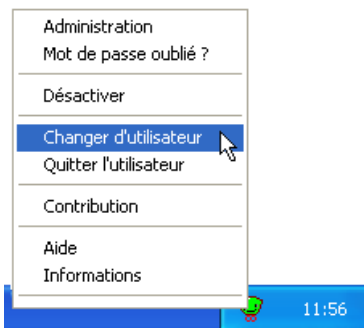 Administration
Mot de passe oublié ?
Désactiver
Changer d'utilisateur
Quitter l'utilisateur
Contribution
Aide
Informations
11:56